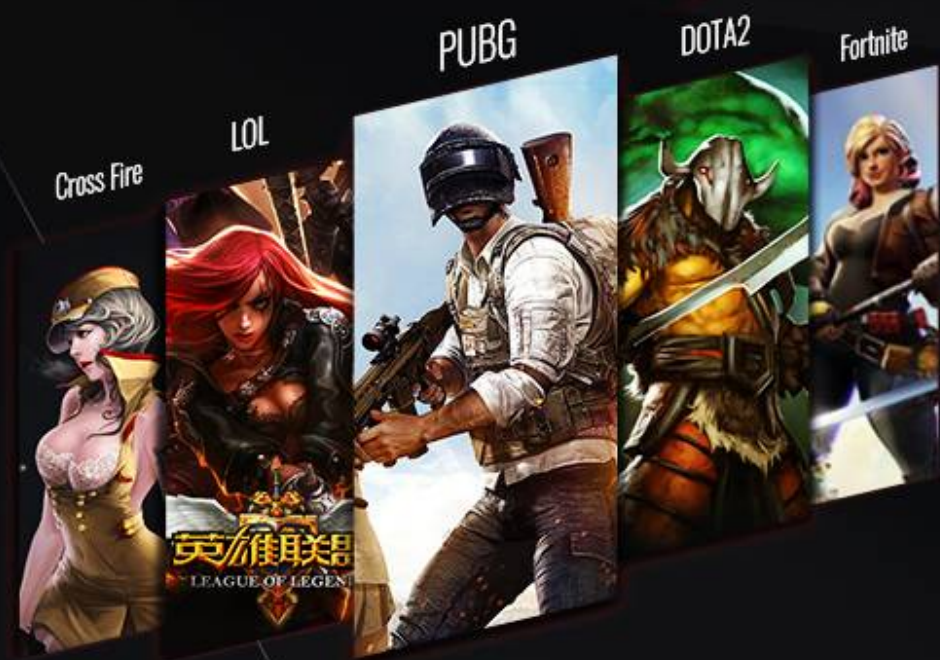 Cross Fire
LOL
PUBG
DOTA2
Fortnite
英雄联盟
LEAGUE OF LEGEN